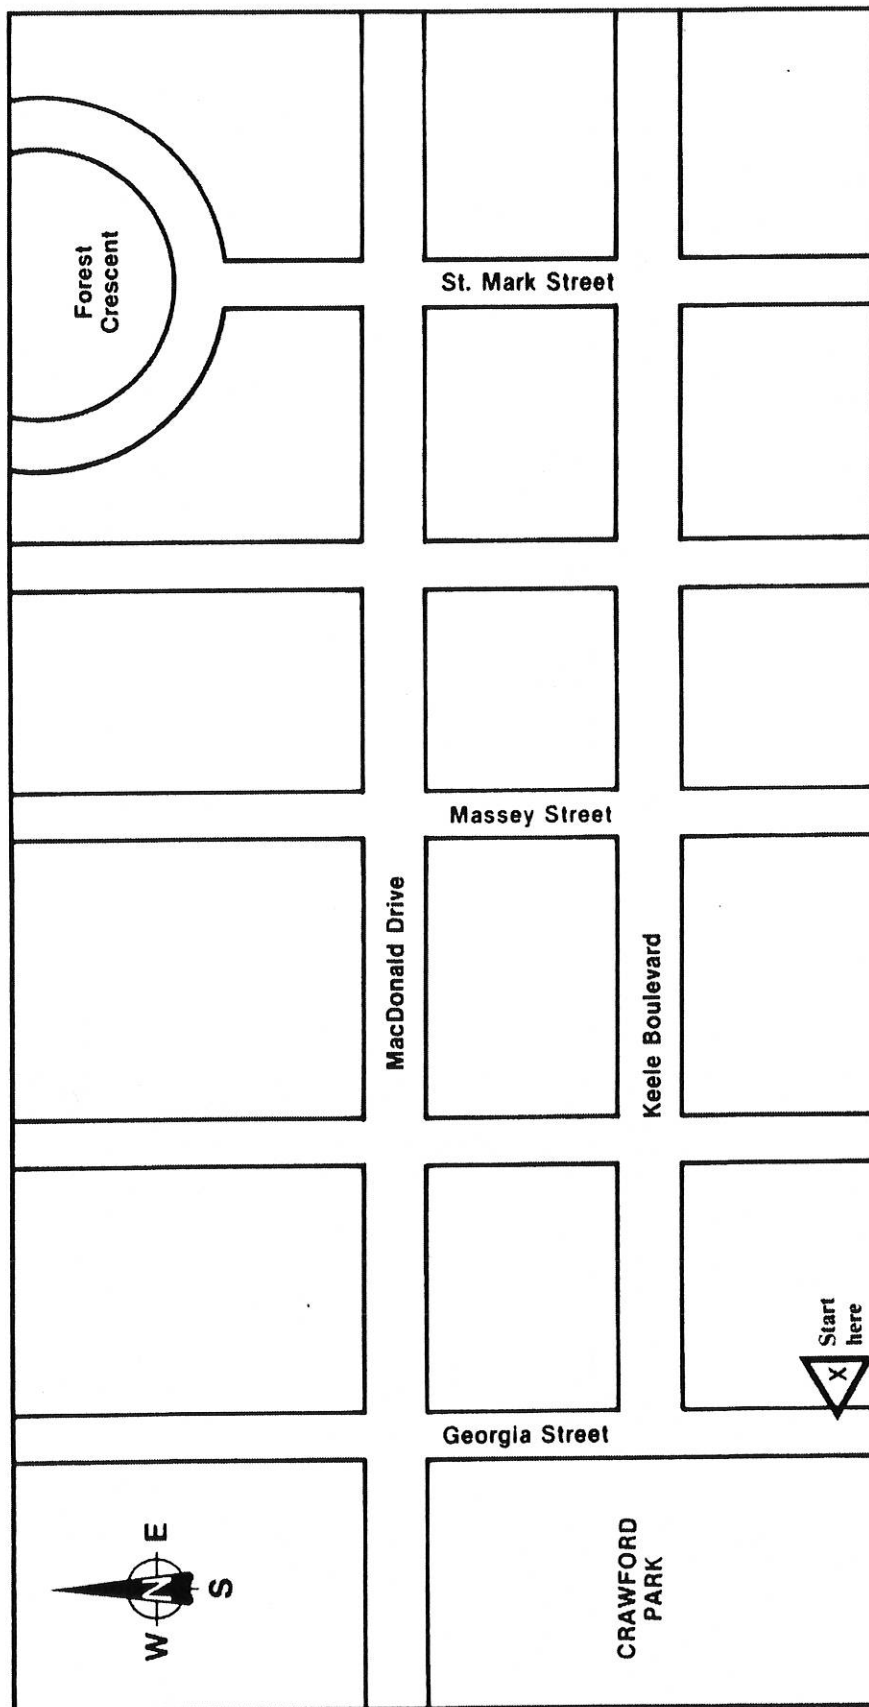 Forest
Crescent
St. Mark Street
Massey Street
MacDonald Drive
Keele Boulevard
Georgia Street
X
Start
here
N
E
W
S
CRAWFORD
PARK